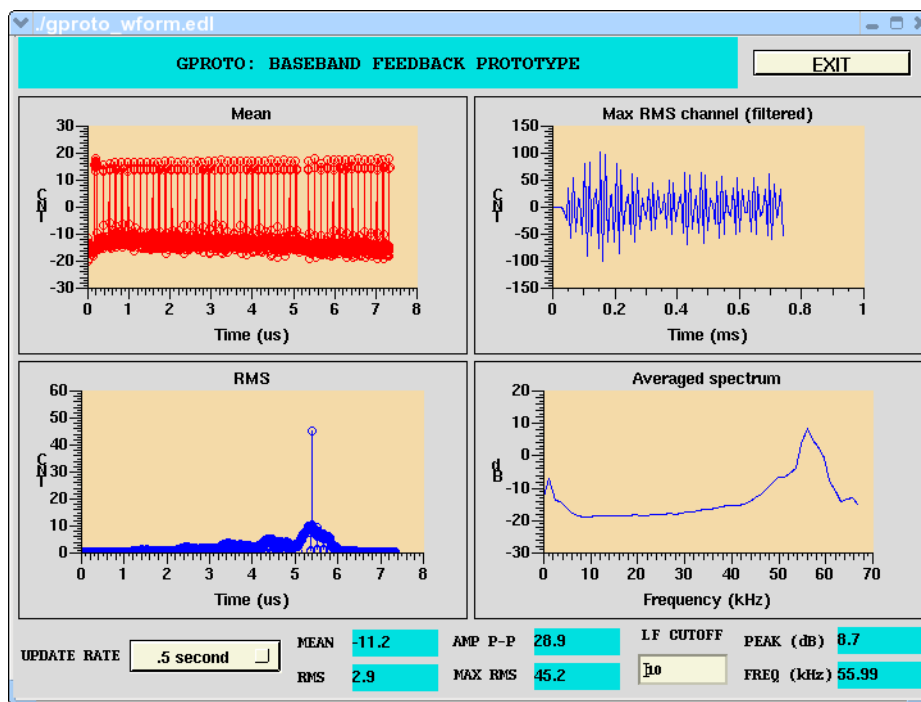 ./gproto_wform.edl
GPROTO: BASEBAND FEEDBACK PROTOTYPE
EXIT
Mean
30
20
10
0
-10
-20
-30
CNT
0 1 2 3 4 5 6 7 8
Time (us)
Max RMS channel (filtered)
150
100
50
0
-50
-100
-150
CNT
0 0.2 0.4 0.6 0.8 1
Time (ms)
RMS
60
50
40
30
20
10
0
CNT
0 1 2 3 4 5 6 7 8
Time (us)
Averaged spectrum
20
10
0
-10
-20
-30
dB
0 10 20 30 40 50 60 70
Frequency (kHz)
UPDATE RATE .5 second
MEAN -11.2
RMS 2.9
AMP P-P 28.9
MAX RMS 45.2
LF CUTOFF
10
PEAK (dB) 8.7
FREQ (kHz) 55.99